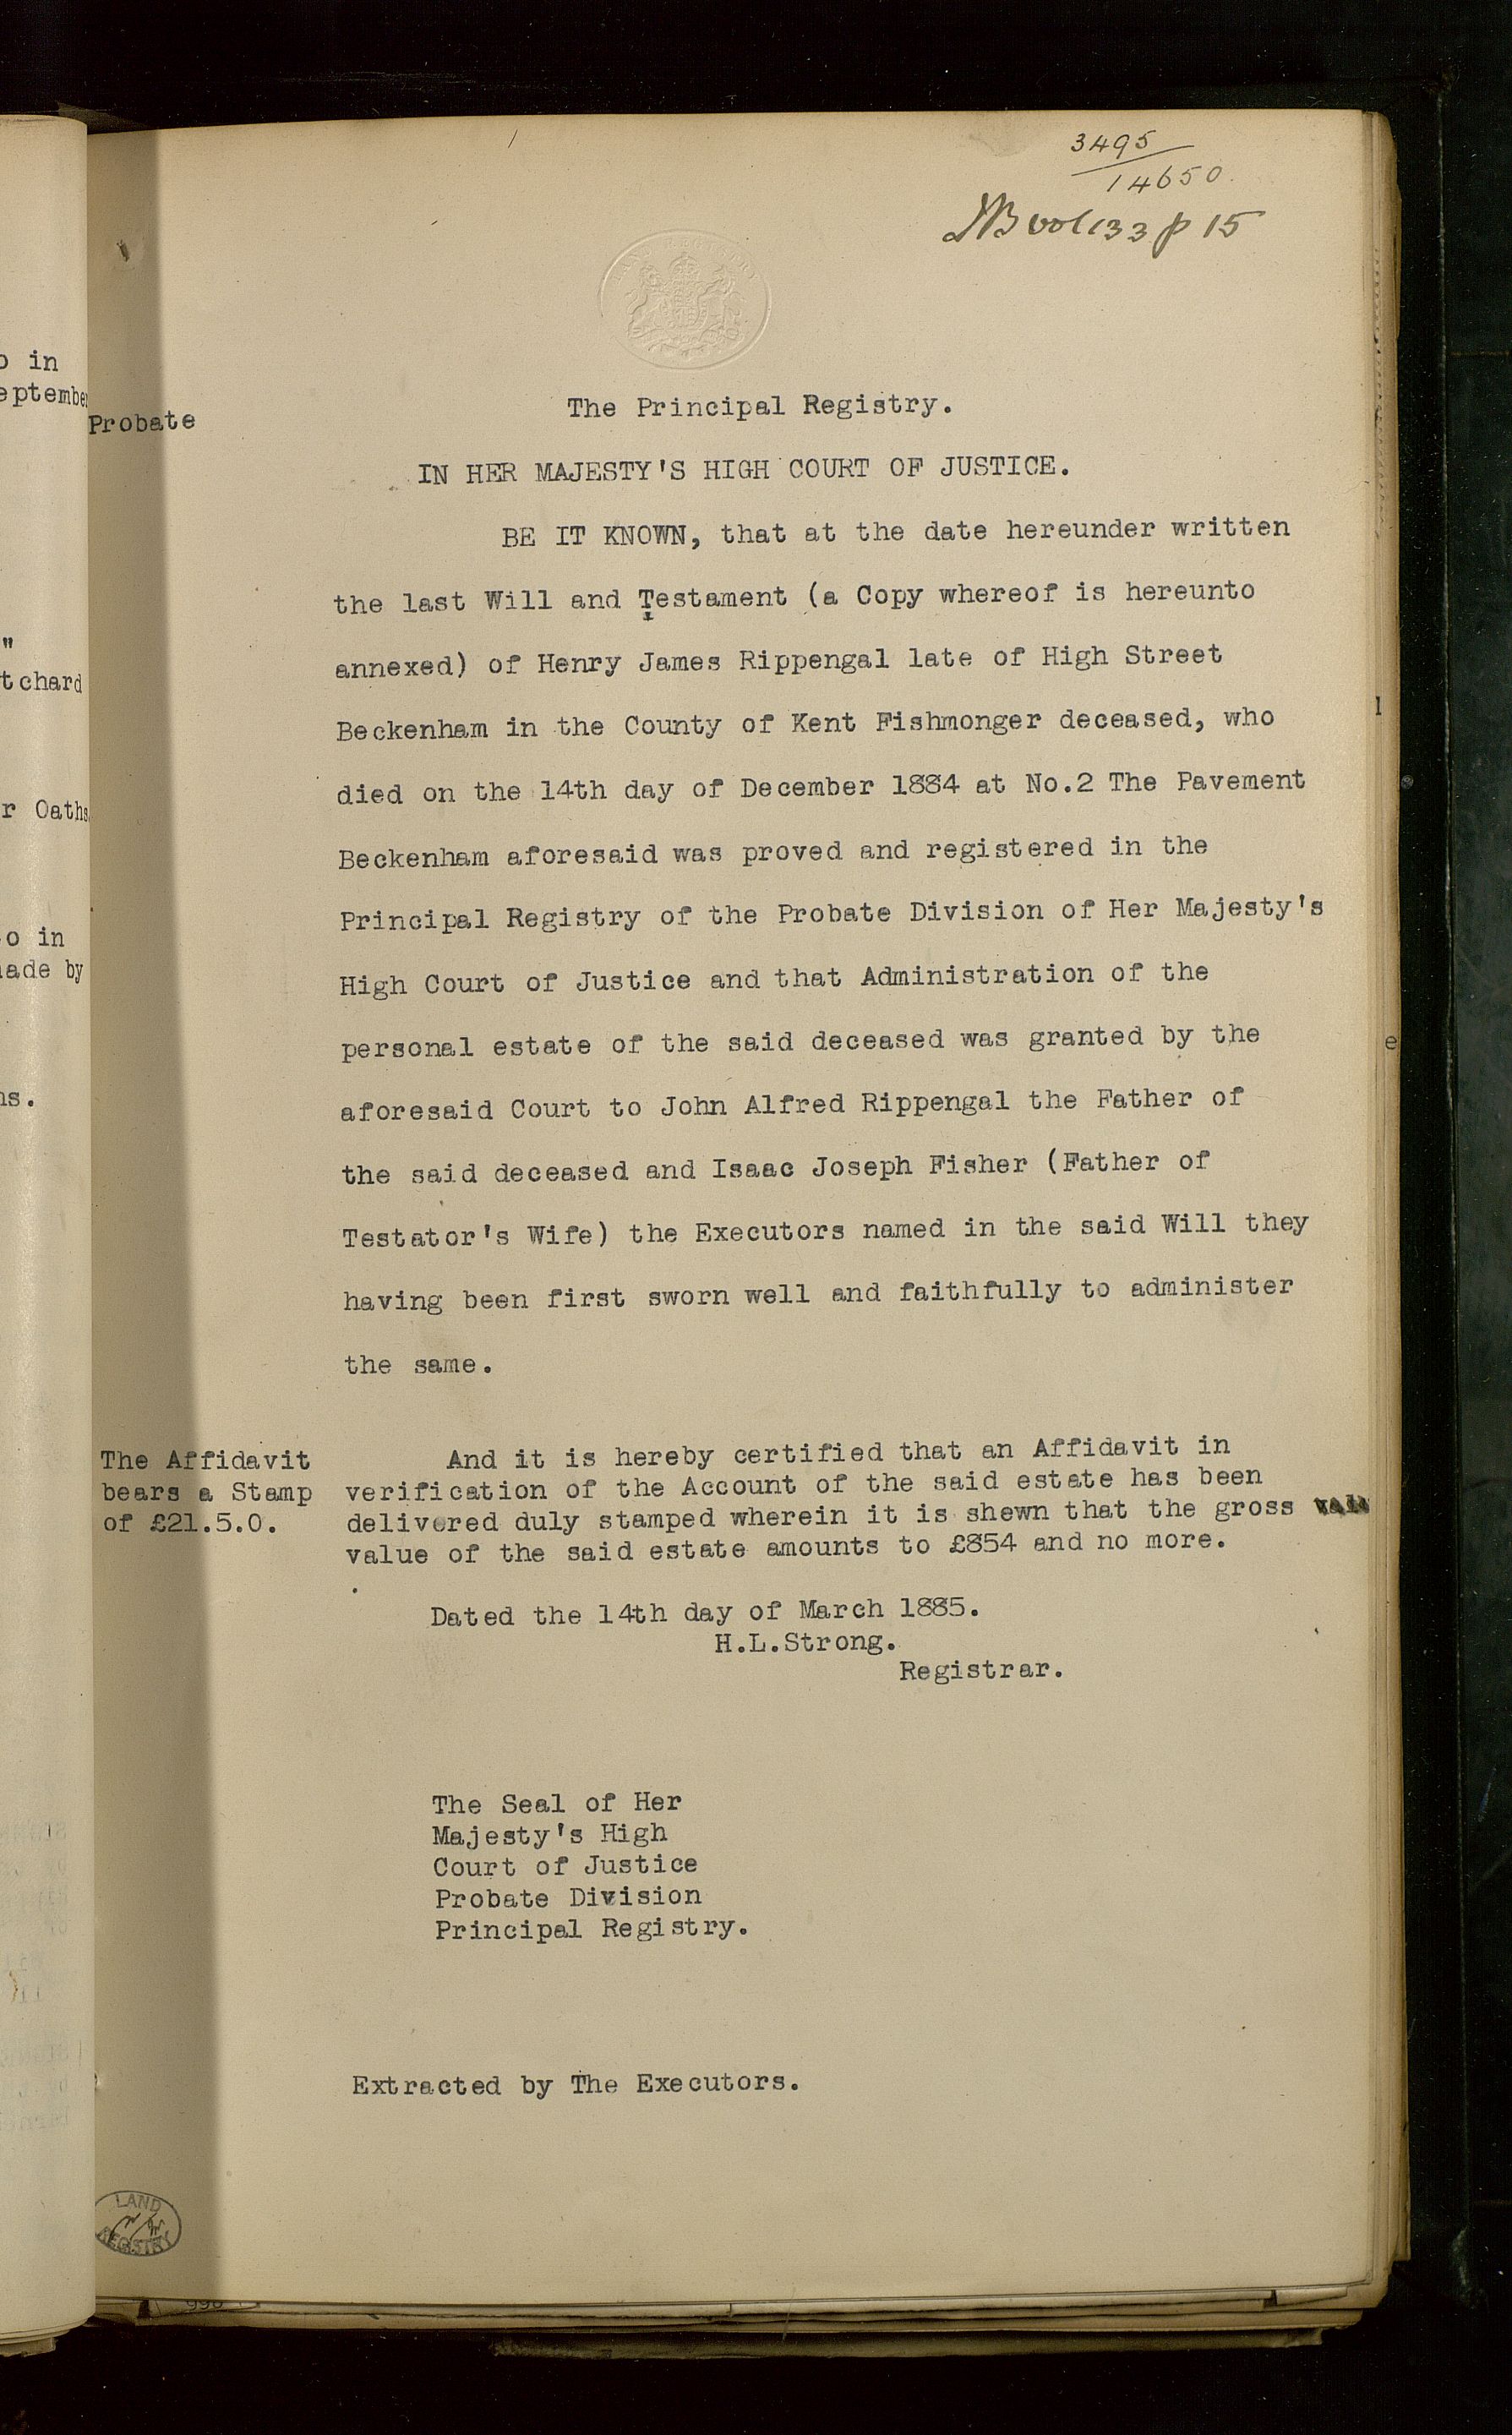 3495
14650
vol 133 p 15
o in
eptember
Probate
The Principal Registry.
IN HER MAJESTY'S HIGH COURT OF JUSTICE.
BE IT KNOWN, that at the date hereunder written
the last Will and Testament (a Copy whereof is hereunto
annexed) of Henry James Rippengal late of High Street
Beckenham in the County of Kent Fishmonger deceased, who
died on the 14th day of December 1884 at No.2 The Pavement
Beckenham aforesaid was proved and registered in the
Principal Registry of the Probate Division of Her Majesty's
High Court of Justice and that Administration of the
personal estate of the said deceased was granted by the
aforesaid Court to John Alfred Rippengal the Father of
the said deceased and Isaac Joseph Fisher (Father of
Testator's Wife) the Executors named in the said Will they
having been first sworn well and faithfully to administer
the same.
"
tchard
r Oaths
o in
ade by
ns.
The Affidavit
bears a Stamp
of £21.5.0.
And it is hereby certified that an Affidavit in
verification of the Account of the said estate has been
delivered duly stamped wherein it is shewn that the gross
value of the said estate amounts to £854 and no more.
Dated the 14th day of March 1885.
H.L.Strong.
Registrar.
The Seal of Her
Majesty's High
Court of Justice
Probate Division
Principal Registry.
Extracted by The Executors.
LAND
REGISTRY